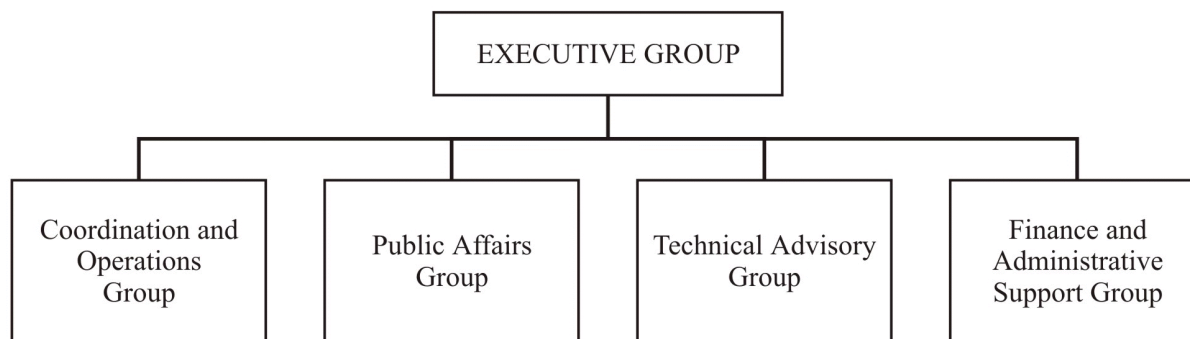 EXECUTIVE GROUP
Coordination and
Operations
Group
Public Affairs
Group
Technical Advisory
Group
Finance and
Administrative
Support Group